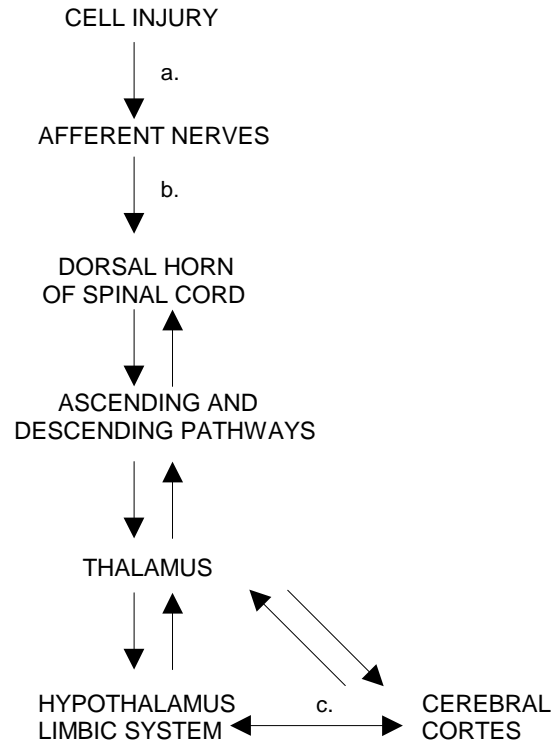 CELL INJURY
a.
AFFERENT NERVES
b.
DORSAL HORN
OF SPINAL CORD
ASCENDING AND
DESCENDING PATHWAYS
THALAMUS
HYPOTHALAMUS
LIMBIC SYSTEM
c.
CEREBRAL
CORTES